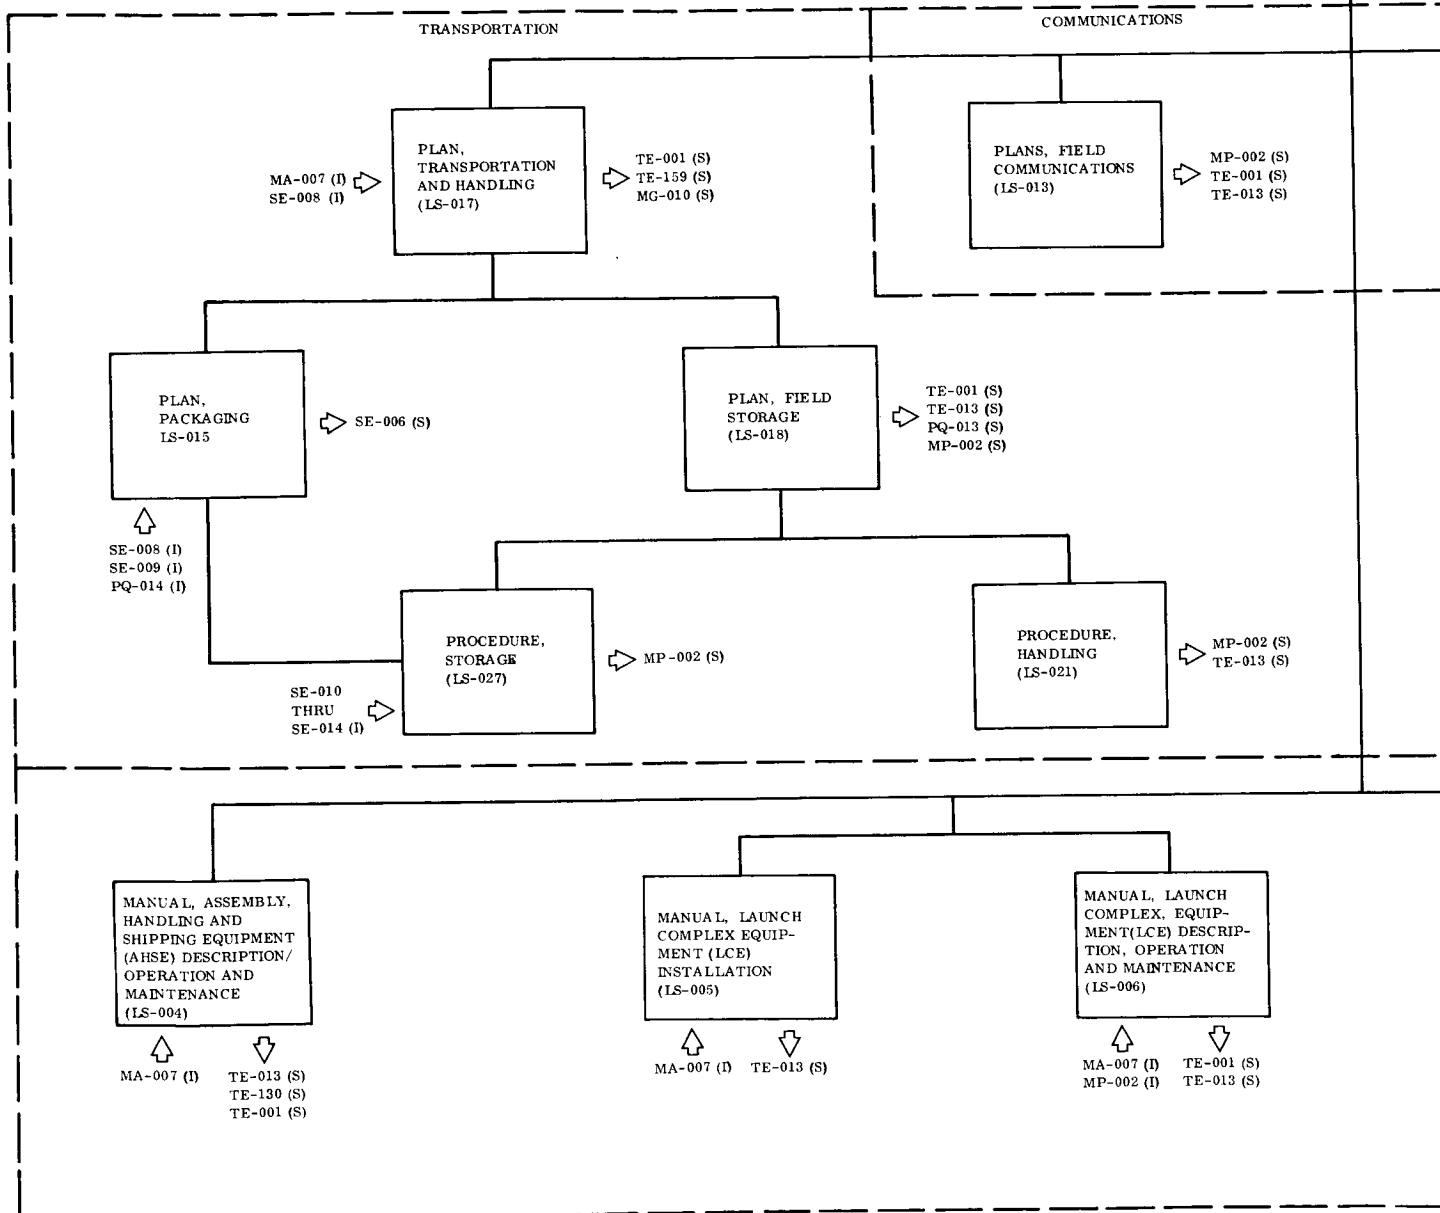 TRANSPORTATION
COMMUNICATIONS
PLAN,
TRANSPORTATION
AND HANDLING
(LS-017)
MA-007 (I)
SE-008 (I)
TE-001 (S)
TE-159 (S)
MG-010 (S)
PLANS, FIELD
COMMUNICATIONS
(LS-013)
MP-002 (S)
TE-001 (S)
TE-013 (S)
PLAN,
PACKAGING
LS-015
SE-006 (S)
SE-008 (I)
SE-009 (I)
PQ-014 (I)
PLAN, FIELD
STORAGE
(LS-018)
TE-001 (S)
TE-013 (S)
PQ-013 (S)
MP-002 (S)
PROCEDURE,
STORAGE
(LS-027)
SE-010
THRU
SE-014 (I)
MP-002 (S)
PROCEDURE,
HANDLING
(LS-021)
MP-002 (S)
TE-013 (S)
MANUAL, ASSEMBLY,
HANDLING AND
SHIPPING EQUIPMENT
(AHSE) DESCRIPTION/
OPERATION AND
MAINTENANCE
(LS-004)
MA-007 (I)
TE-013 (S)
TE-130 (S)
TE-001 (S)
MANUAL, LAUNCH
COMPLEX EQUIP-
MENT (LCE)
INSTALLATION
(LS-005)
MA-007 (I)
TE-013 (S)
MANUAL, LAUNCH
COMPLEX, EQUIP-
MENT(LCE) DESCRIP-
TION, OPERATION
AND MAINTENANCE
(LS-006)
MA-007 (I)
MP-002 (I)
TE-001 (S)
TE-013 (S)